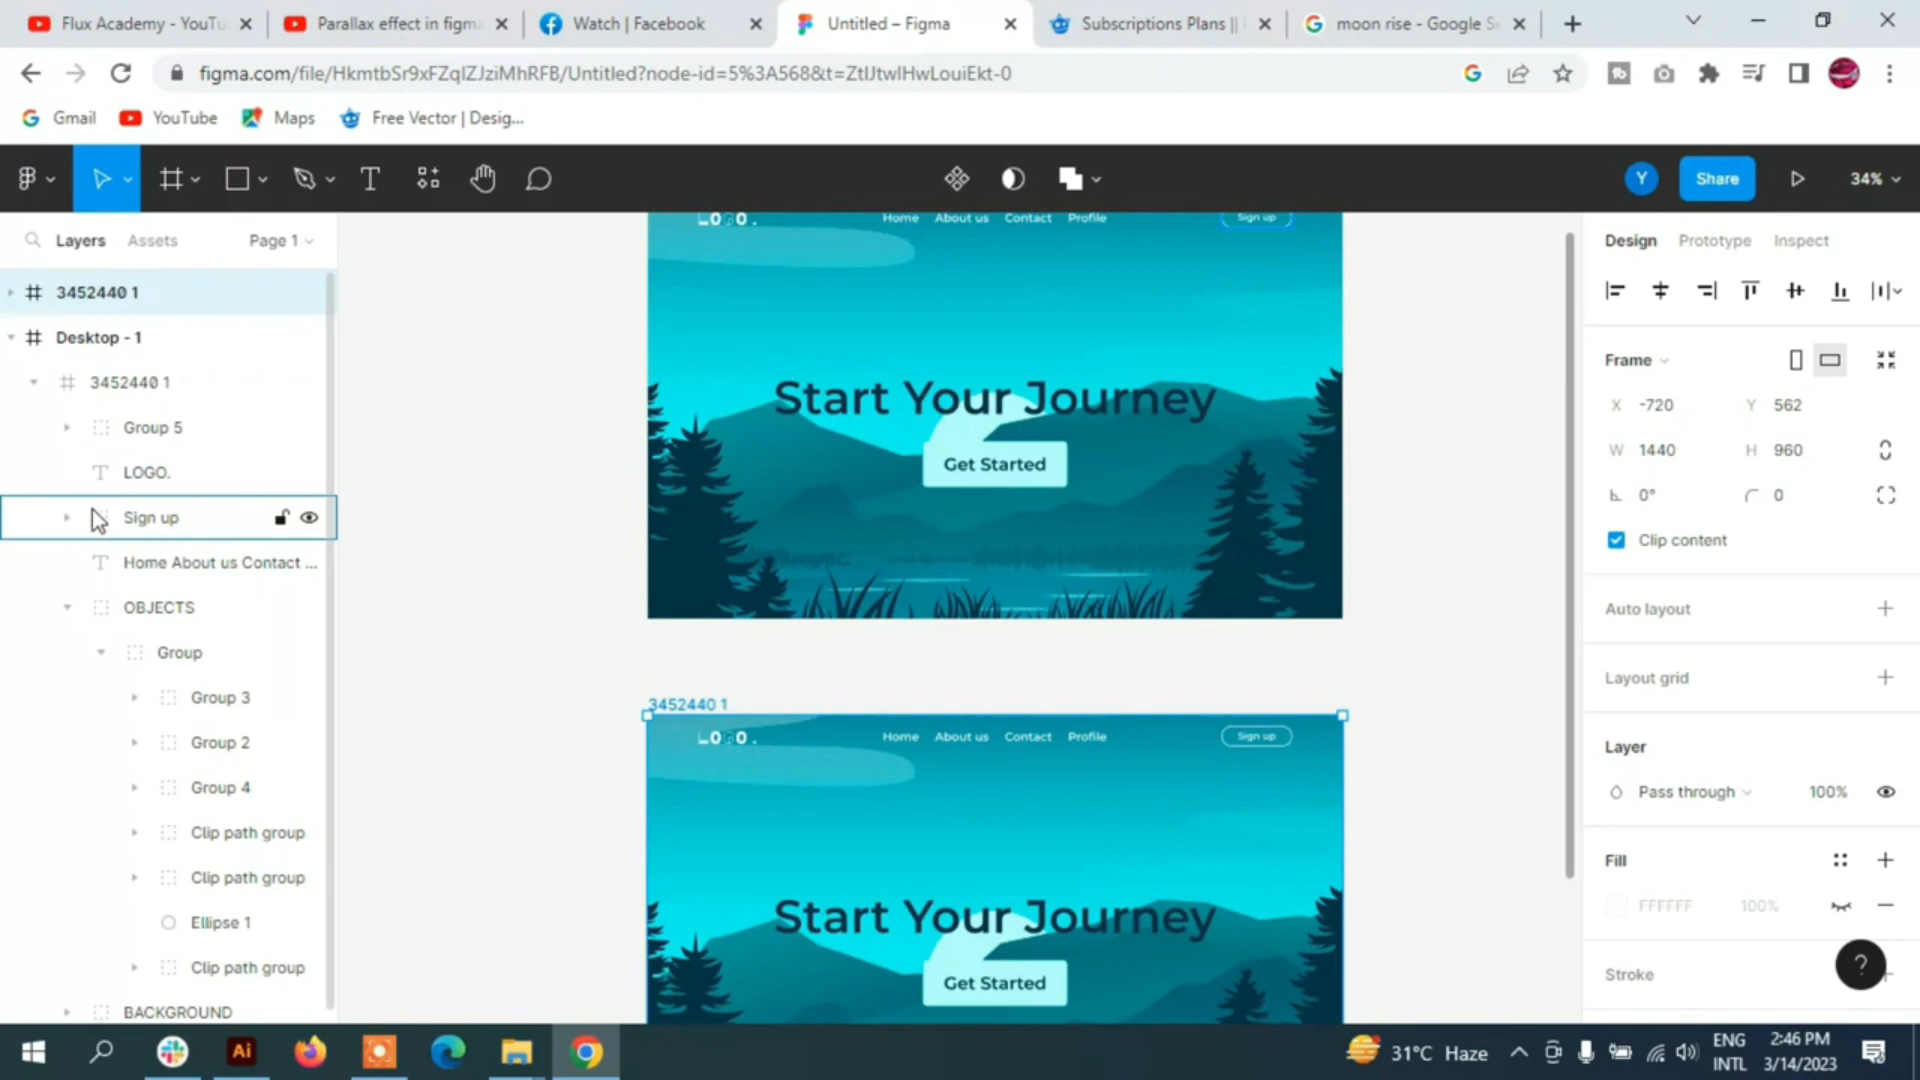 Flux Academy - YouTu
Parallax effect in figma
Watch | Facebook
Untitled – Figma
Subscriptions Plans ||
moon rise - Google Se
figma.com/file/HkmtbSr9xFZqlZJziMhRFB/Untitled?node-id=5%3A568&t=ZtIJtwlHwLouiEkt-0
Gmail
YouTube
Maps
Free Vector | Desig...
Y
Share
34%
Layers
Assets
Page 1
3452440 1
Desktop - 1
3452440 1
Group 5
LOGO.
Sign up
Home About us Contact ...
OBJECTS
Group
Group 3
Group 2
Group 4
Clip path group
Clip path group
Ellipse 1
Clip path group
BACKGROUND
LOGO.
Home About us Contact Profile
Sign up
Start Your Journey
Get Started
3452440 1
LOGO.
Home About us Contact Profile
Sign up
Start Your Journey
Get Started
Design
Prototype
Inspect
Frame
X -720
Y 562
W 1440
H 960
0°
0
Clip content
Auto layout
Layout grid
Layer
Pass through
100%
Fill
FFFFFF
100%
Stroke
?
Ai
31°C Haze
ENG
INTL
2:46 PM
3/14/2023